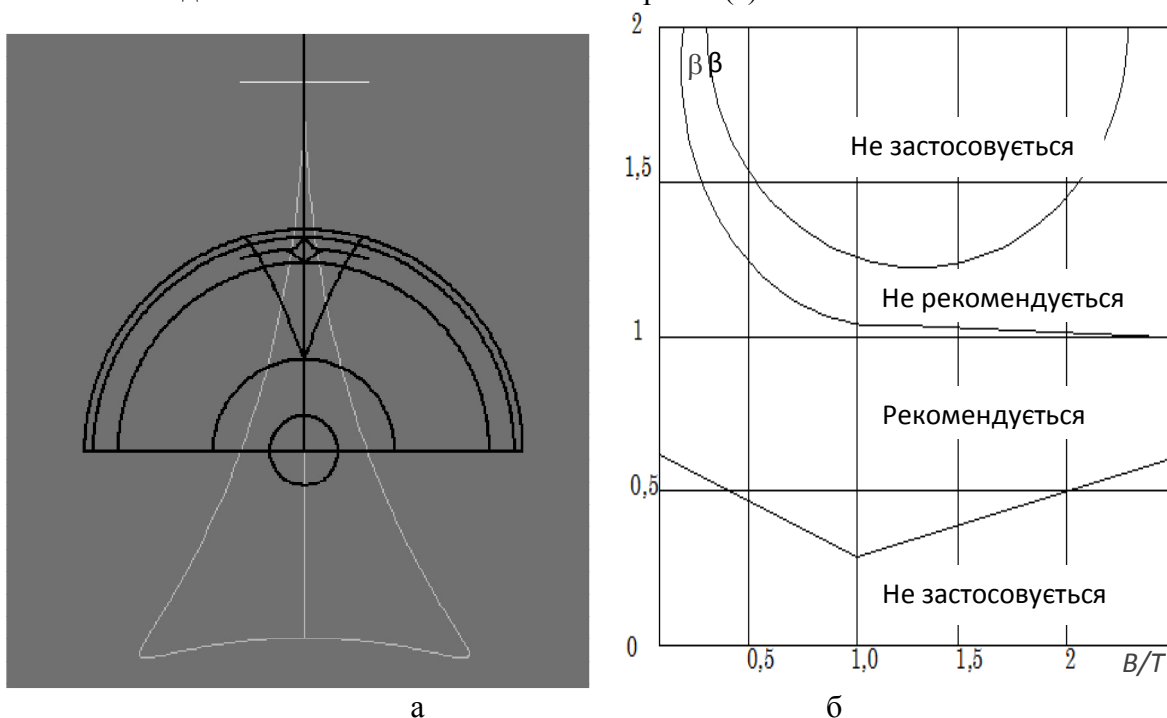 2
β β
Не застосовується
1,5
Не рекомендується
1
Рекомендується
0,5
Не застосовується
0
0,5 1,0 1,5 2 B/T
а б